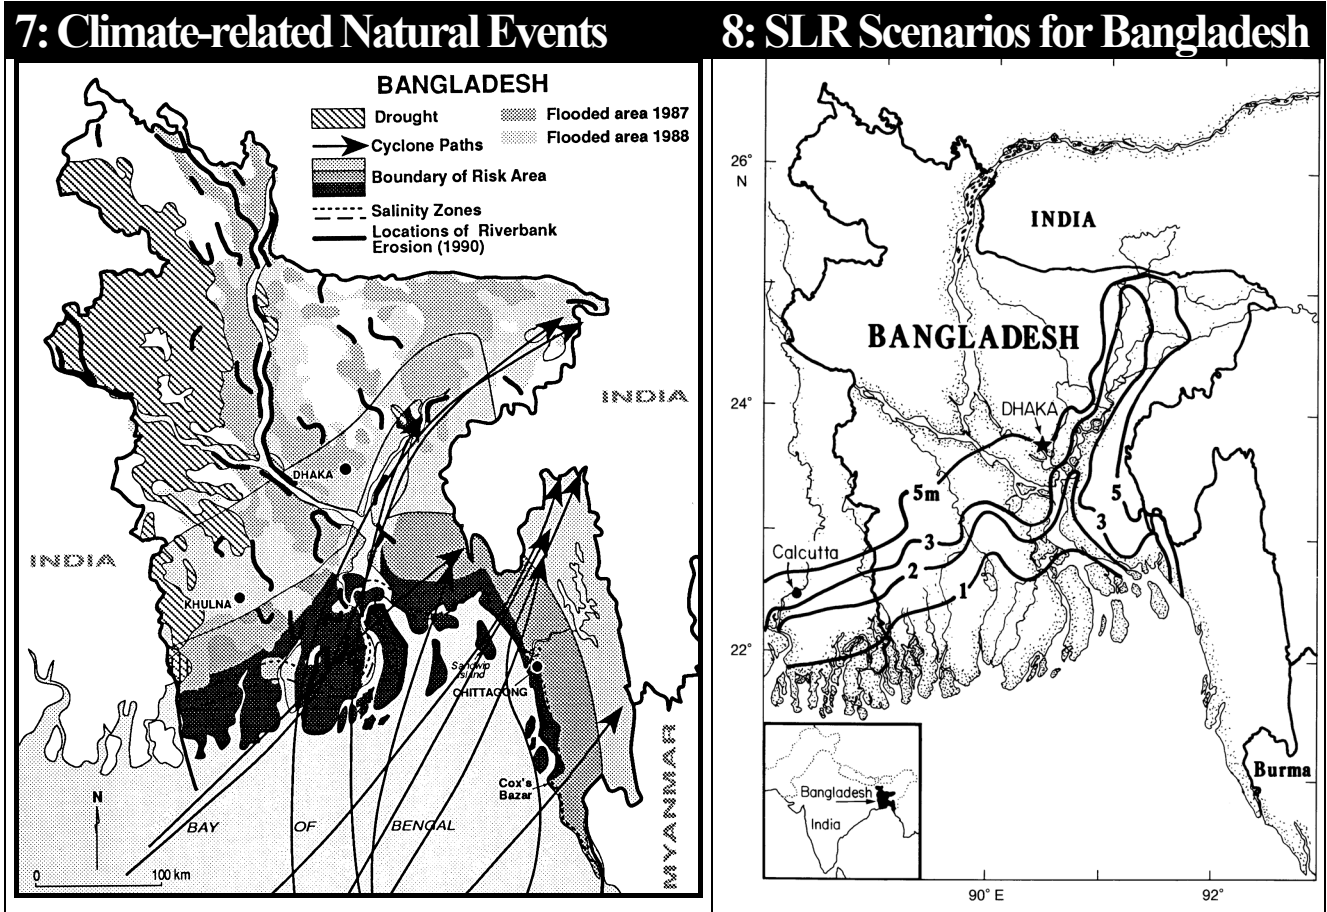 7: Climate-related Natural Events
BANGLADESH
Drought
Flooded area 1987
Cyclone Paths
Flooded area 1988
Boundary of Risk Area
Salinity Zones
Locations of Riverbank
Erosion (1990)
INDIA
DHAKA
INDIA
KHULNA
Sandwip
Island
CHITTAGONG
Cox's
Bazar
MYANMAR
N
BAY OF BENGAL
0 100 km
8: SLR Scenarios for Bangladesh
26°
N
INDIA
BANGLADESH
24°
DHAKA
5m
5
3
3
Calcutta
2
1
22°
Burma
Bangladesh
India
90° E
92°